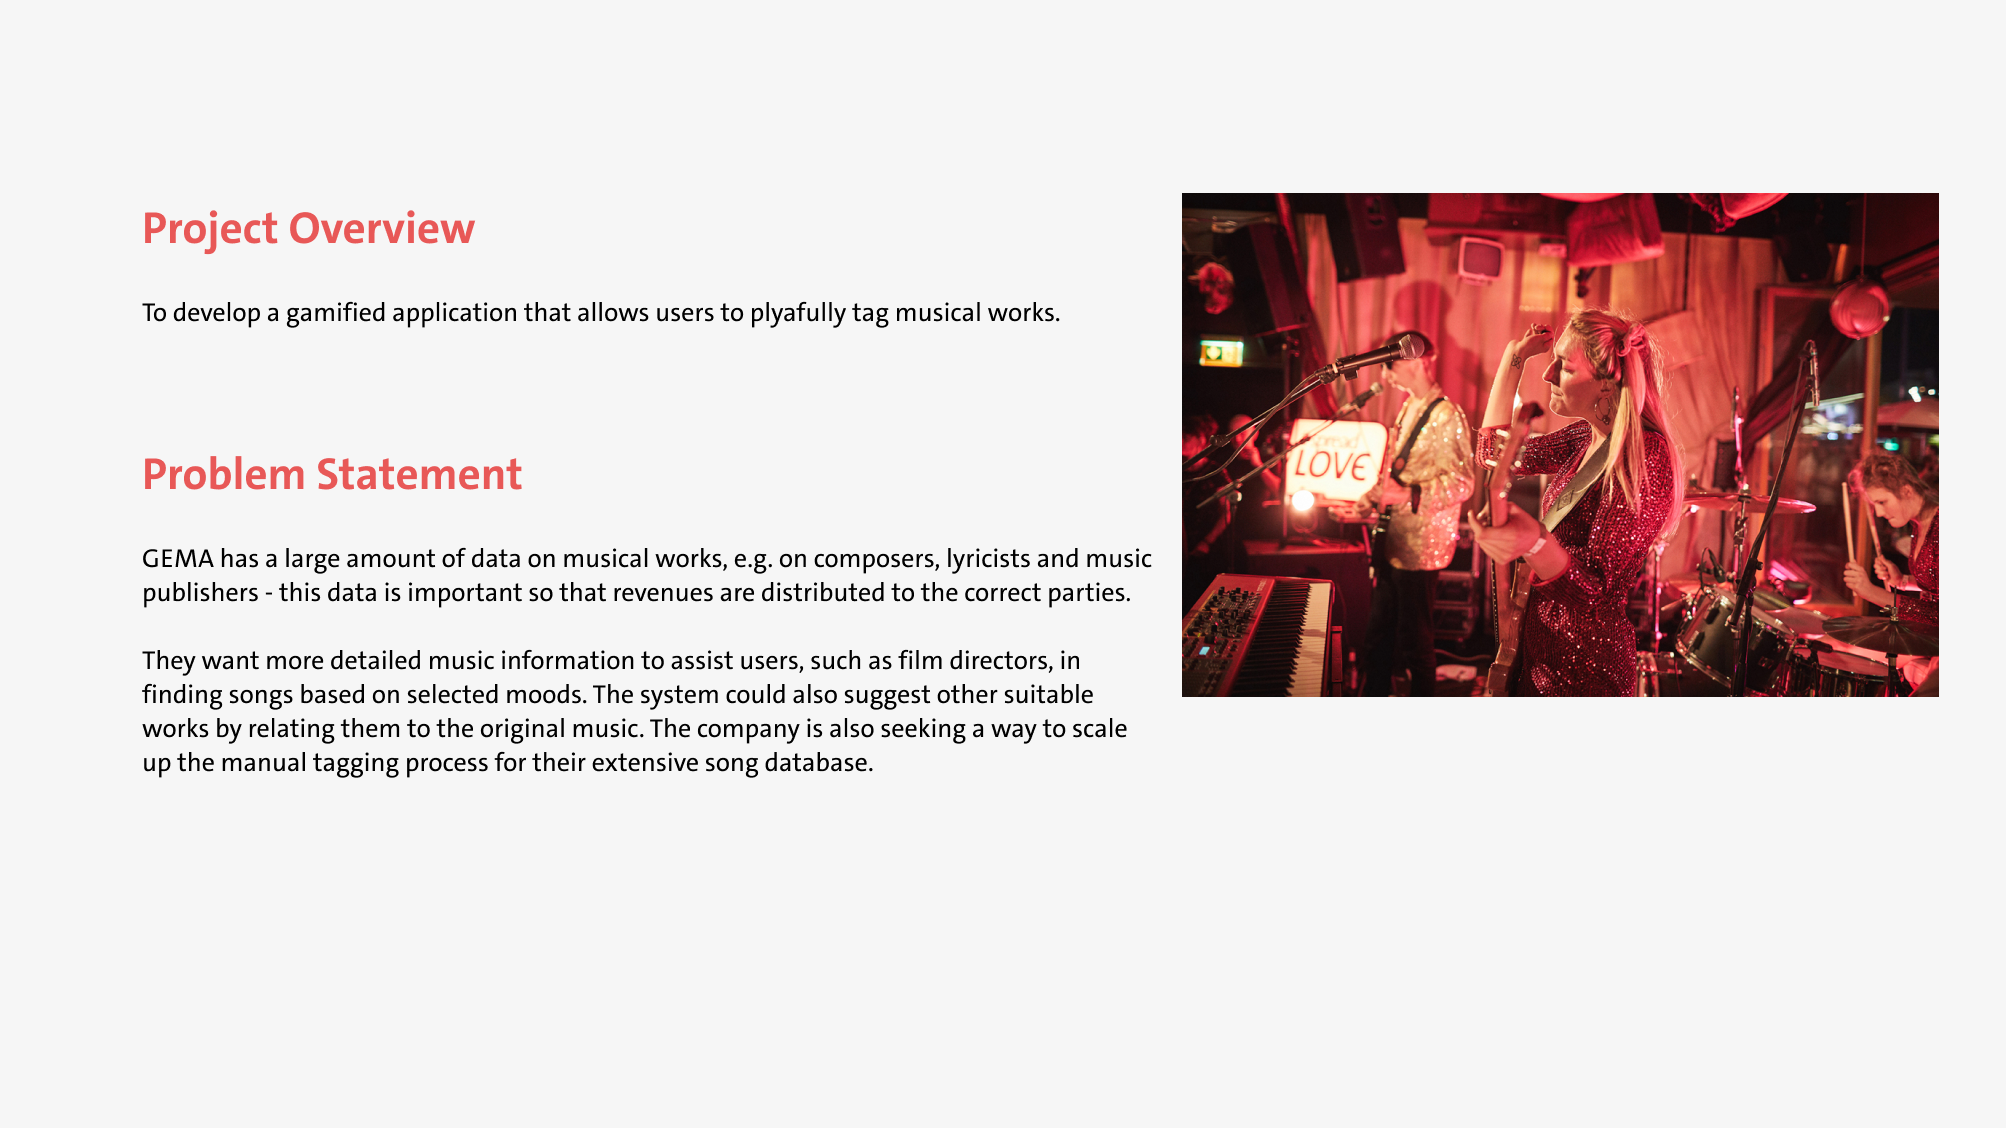 Project Overview
To develop a gamified application that allows users to plyafully tag musical works.
Problem Statement
GEMA has a large amount of data on musical works, e.g. on composers, lyricists and music
publishers - this data is important so that revenues are distributed to the correct parties.
They want more detailed music information to assist users, such as film directors, in
finding songs based on selected moods. The system could also suggest other suitable
works by relating them to the original music. The company is also seeking a way to scale
up the manual tagging process for their extensive song database.
LOVE